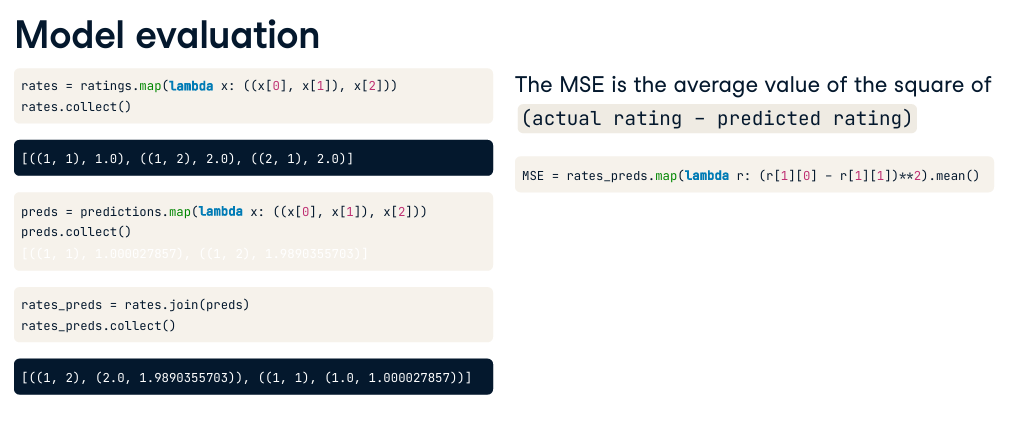 Model evaluation
rates = ratings.map(lambda x: ((x[0], x[1]), x[2]))
rates.collect()
[((1, 1), 1.0), ((1, 2), 2.0), ((2, 1), 2.0)]
preds = predictions.map(lambda x: ((x[0], x[1]), x[2]))
preds.collect()
[((1, 1), 1.000027857), ((1, 2), 1.9890355703)]
rates_preds = rates.join(preds)
rates_preds.collect()
[((1, 2), (2.0, 1.9890355703)), ((1, 1), (1.0, 1.000027857))]
The MSE is the average value of the square of
(actual rating - predicted rating)
MSE = rates_preds.map(lambda r: (r[1][0] - r[1][1])**2).mean()